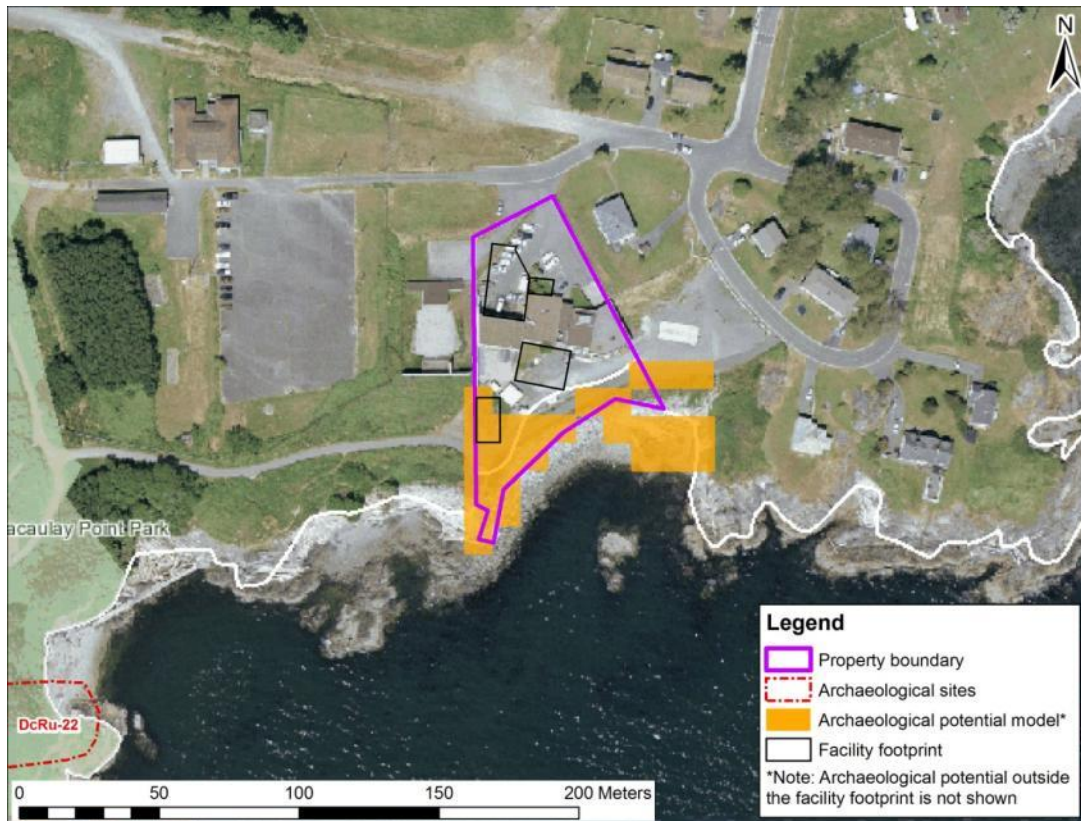 N
acaulay Point Park
DcRu-22
Legend
Property boundary
Archaeological sites
Archaeological potential model*
Facility footprint
*Note: Archaeological potential outside
the facility footprint is not shown
0 50 100 150 200 Meters